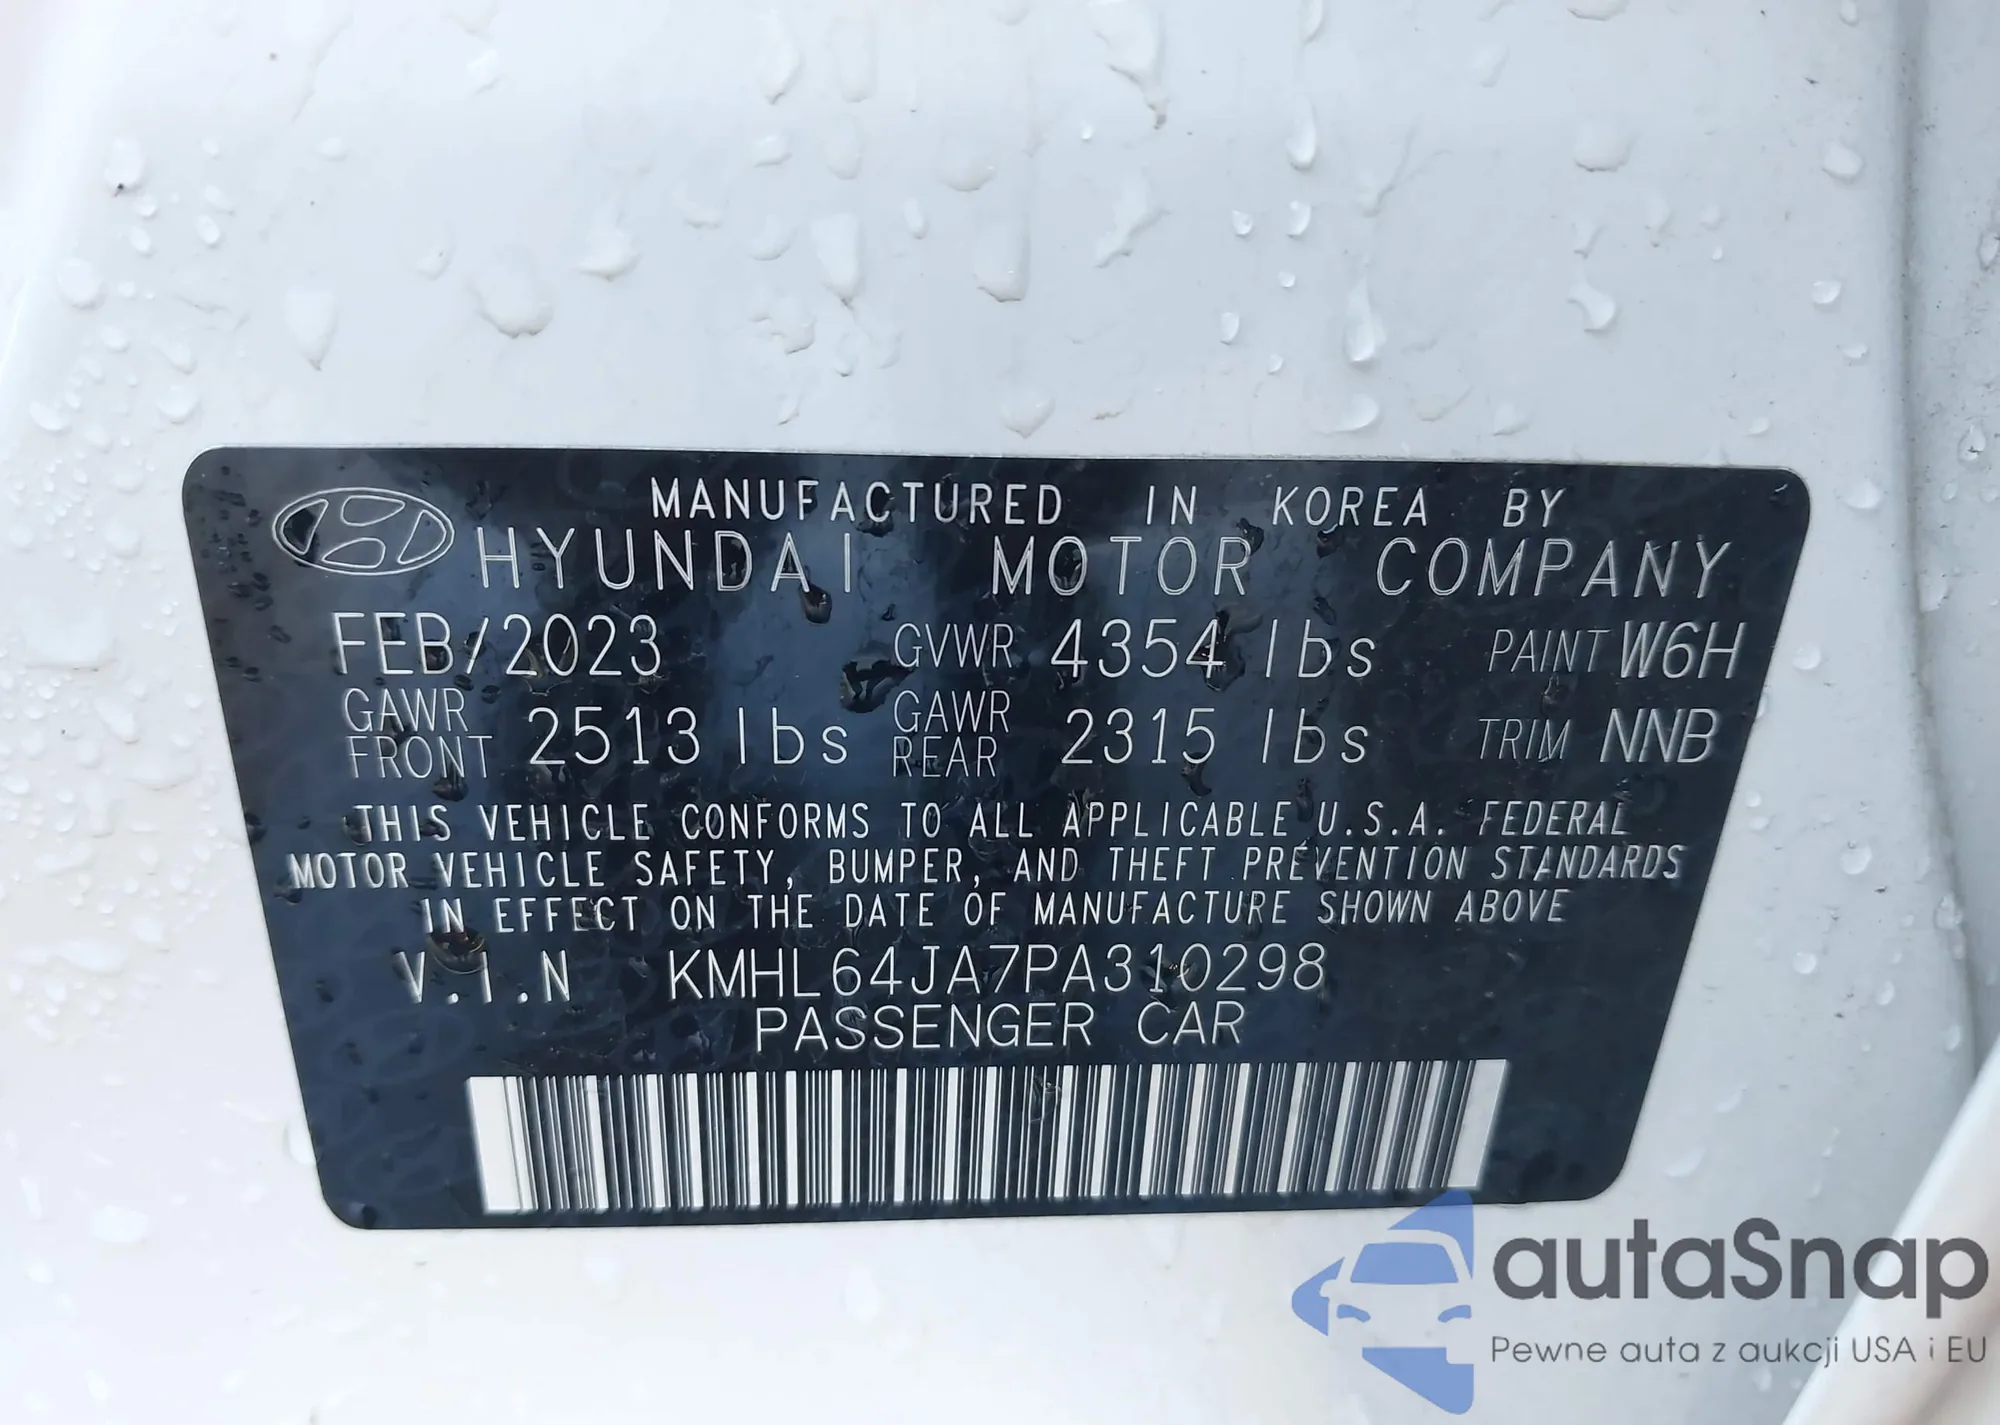 MANUFACTURED IN KOREA BY
HYUNDAI MOTOR COMPANY
FEB/2023 GVWR 4354 lbs PAINT W6H
GAWR FRONT 2513 lbs GAWR REAR 2315 lbs TRIM NNB
THIS VEHICLE CONFORMS TO ALL APPLICABLE U.S.A. FEDERAL
MOTOR VEHICLE SAFETY, BUMPER, AND THEFT PREVENTION STANDARDS
IN EFFECT ON THE DATE OF MANUFACTURE SHOWN ABOVE
V.I.N KMHL64JA7PA310298
PASSENGER CAR
autaSnap
Pewne auta z aukcji USA i EU